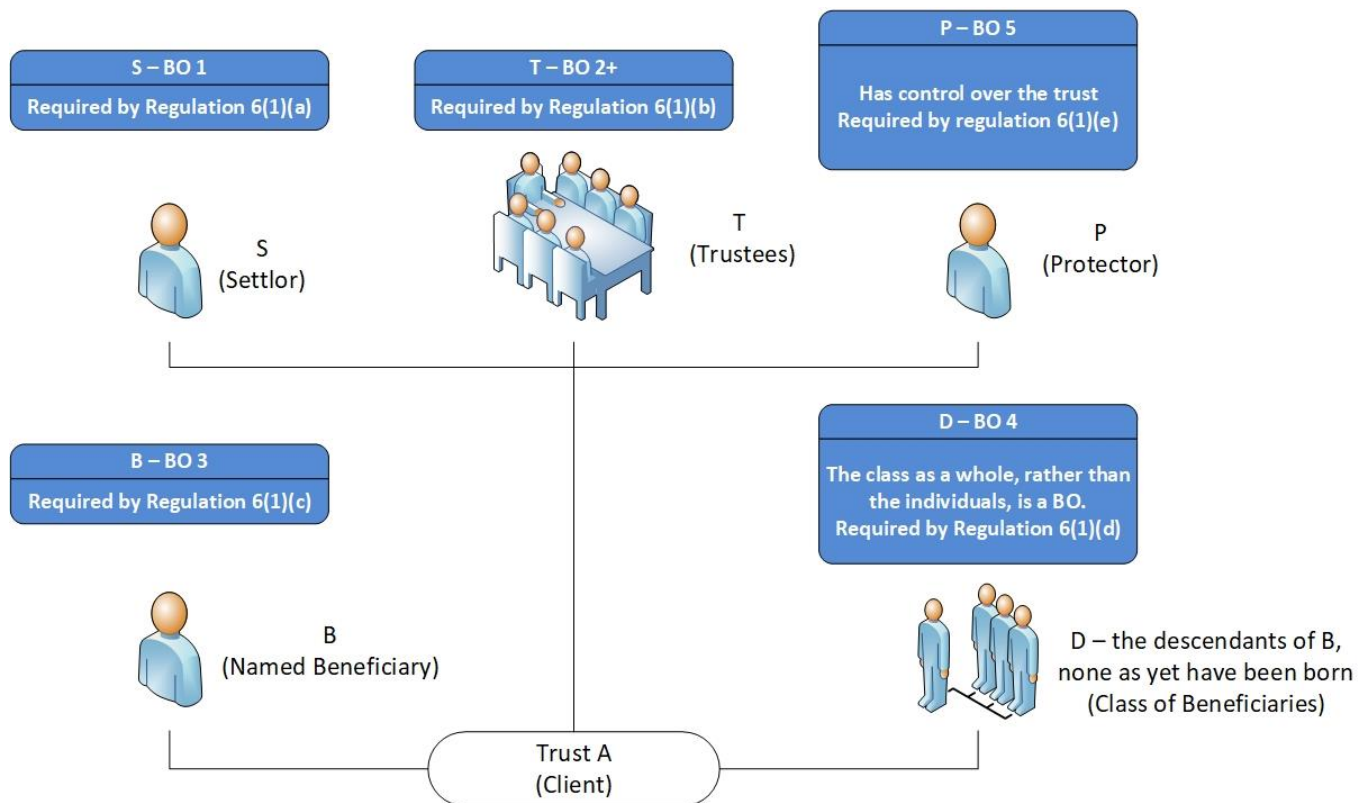 S – BO 1
Required by Regulation 6(1)(a)
T – BO 2+
Required by Regulation 6(1)(b)
P – BO 5
Has control over the trust
Required by regulation 6(1)(e)
S
(Settlor)
T
(Trustees)
P
(Protector)
B – BO 3
Required by Regulation 6(1)(c)
D – BO 4
The class as a whole, rather than
the individuals, is a BO.
Required by Regulation 6(1)(d)
B
(Named Beneficiary)
D – the descendants of B,
none as yet have been born
(Class of Beneficiaries)
Trust A
(Client)